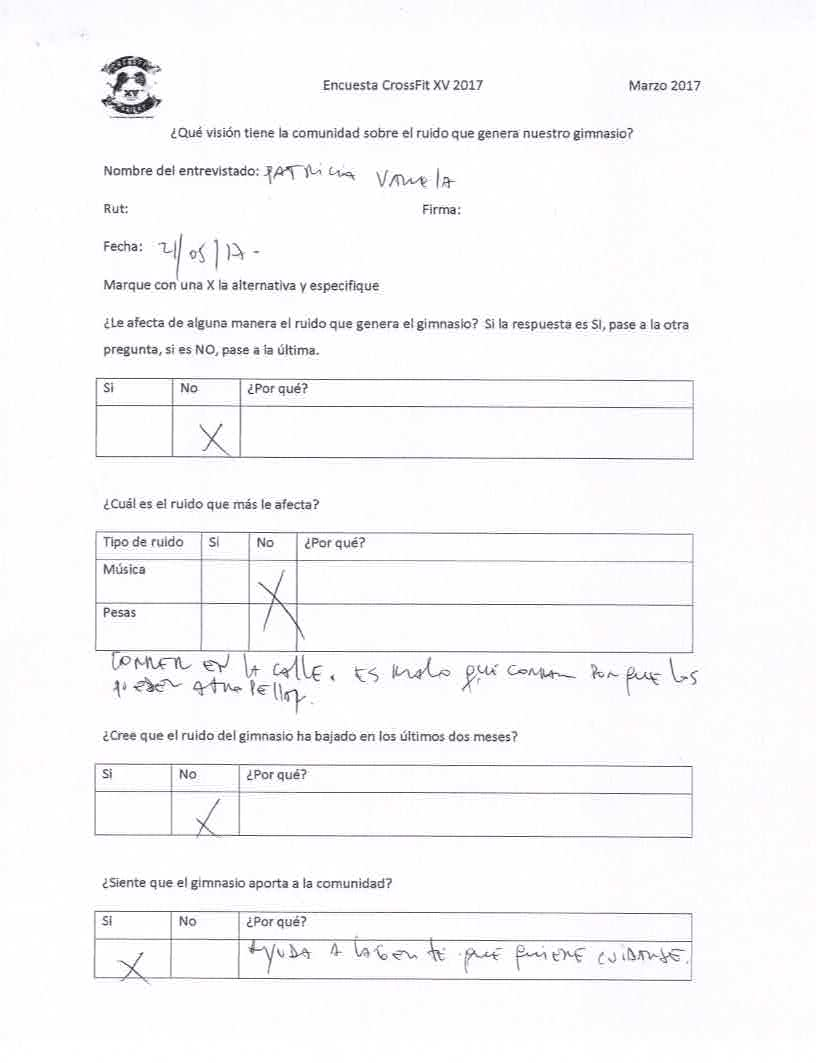 CROSSFIT
XV
Encuesta CrossFit XV 2017 Marzo 2017
¿Qué visión tiene la comunidad sobre el ruido que genera nuestro gimnasio?
Nombre del entrevistado: PATRICIA VARELA
Rut: Firma:
Fecha: 21/05/17-
Marque con una X la alternativa y especifique
¿Le afecta de alguna manera el ruido que genera el gimnasio? Si la respuesta es SI, pase a la otra
pregunta, si es NO, pase a la última.
Si No ¿Por qué?
X
¿Cuál es el ruido que más le afecta?
Tipo de ruido Si No ¿Por qué?
Música
X
Pesas
CORRER EN LA CALLE. ES MALO QUE CORRAN PORQUE LOS
PUEDEN ATROPELLAR.
¿Cree que el ruido del gimnasio ha bajado en los últimos dos meses?
Si No ¿Por qué?
X
¿Siente que el gimnasio aporta a la comunidad?
Si No ¿Por qué?
X AYUDA A LA GENTE QUE QUIERE CUIDARSE.